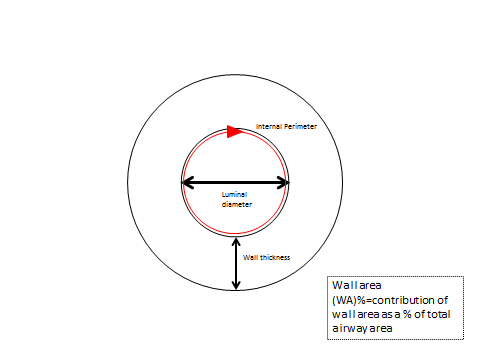 Internal Perimeter
Luminal
diameter
Wall thickness
Wall area
(WA)%=contribution of
wall area as a % of total
airway area